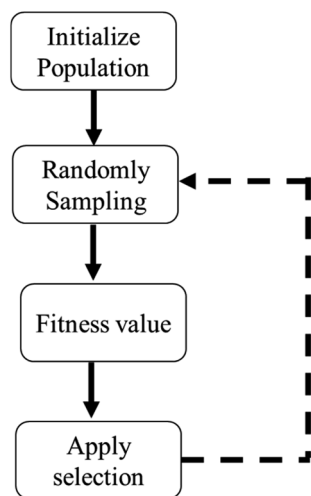 Initialize
Population
Randomly
Sampling
Fitness value
Apply
selection